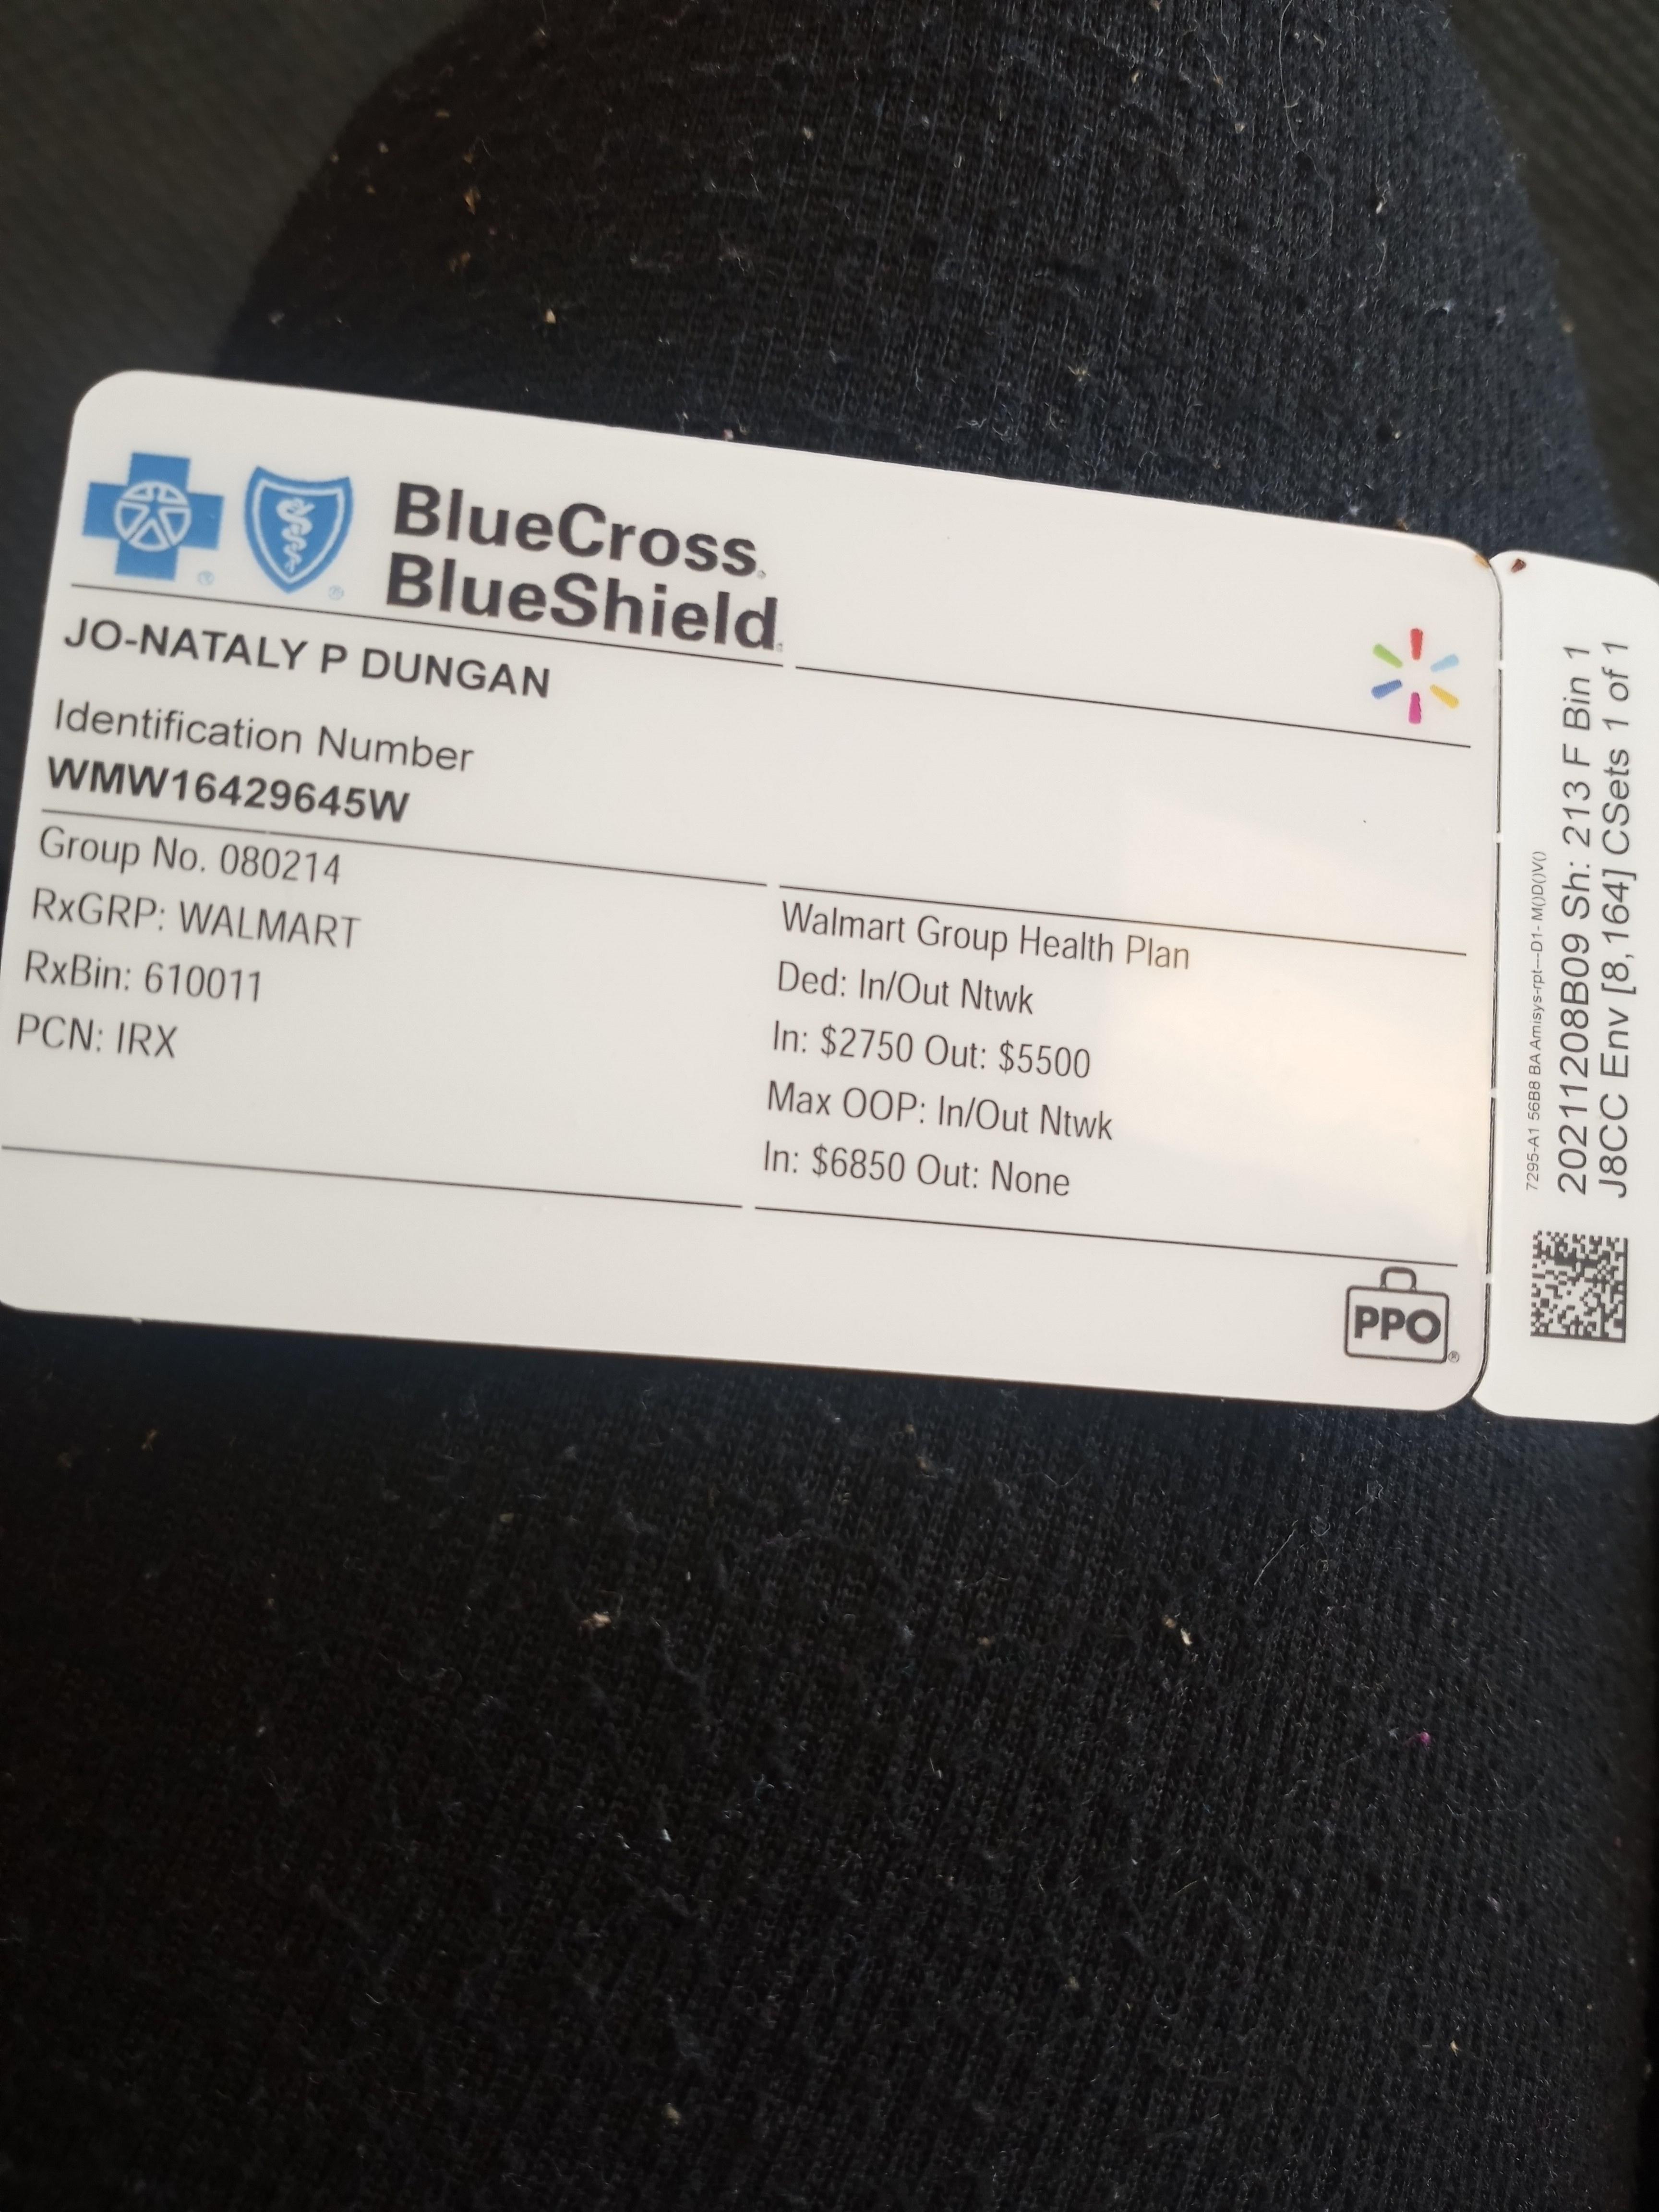 BlueCross
BlueShield
JO-NATALY P DUNGAN
Identification Number
WMW16429645W
Group No. 080214
RxGRP: WALMART
RxBin: 610011
PCN: IRX
Walmart Group Health Plan
Ded: In/Out Ntwk
In: $2750 Out: $5500
Max OOP: In/Out Ntwk
In: $6850 Out: None
PPO
7295-A1 56B8 BA Amisys-rpt---D1- M()D()V()
20211208B09 Sh: 213 F Bin 1
J8CC Env [8,164] CSets 1 of 1